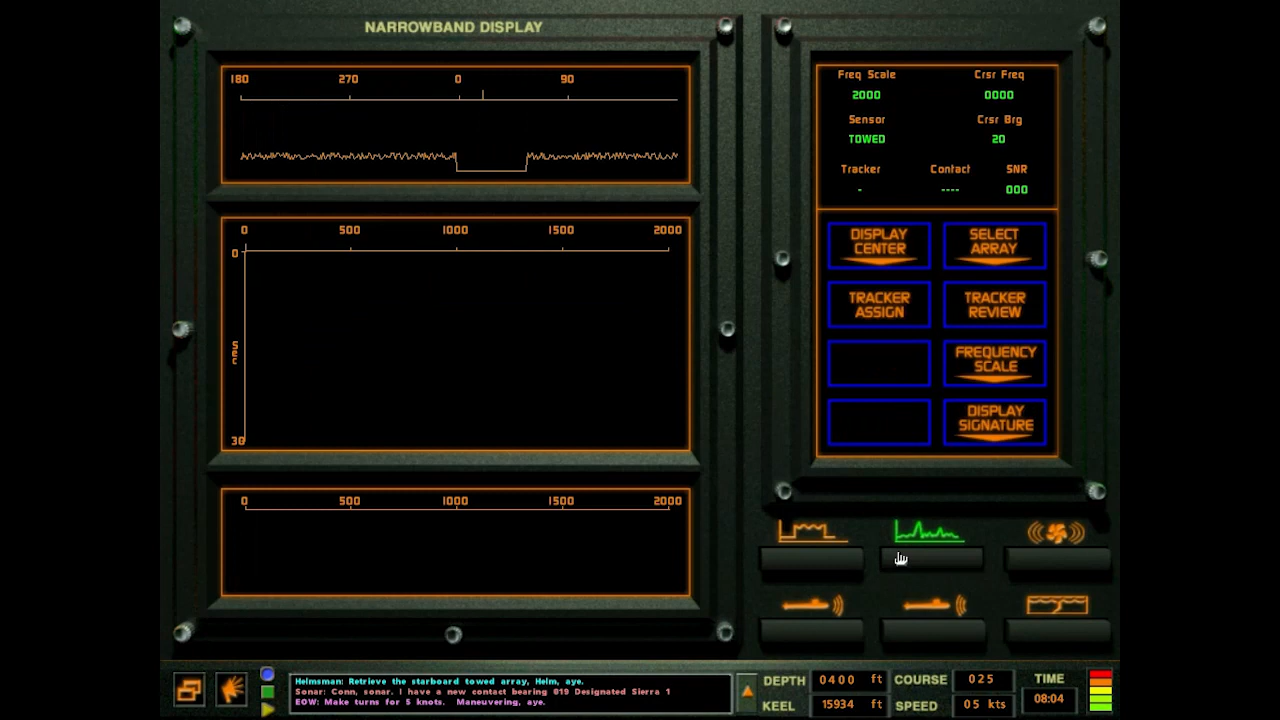 NARROWBAND DISPLAY
180 270 0 90
0 500 1000 1500 2000
0
Sec
30
0 500 1000 1500 2000
Freq Scale Crsr Freq
2000 0000
Sensor Crsr Brg
TOWED 20
Tracker Contact SNR
- ---- 000
DISPLAY CENTER
SELECT ARRAY
TRACKER ASSIGN
TRACKER REVIEW
FREQUENCY SCALE
DISPLAY SIGNATURE
Helmsman: Retrieve the starboard towed array, Helm, aye.
Sonar: Conn, sonar. I have a new contact bearing 019 Designated Sierra 1
EOW: Make turns for 5 knots. Maneuvering, aye.
DEPTH 0400 ft COURSE 025 TIME
KEEL 15934 ft SPEED 05 kts 08:04